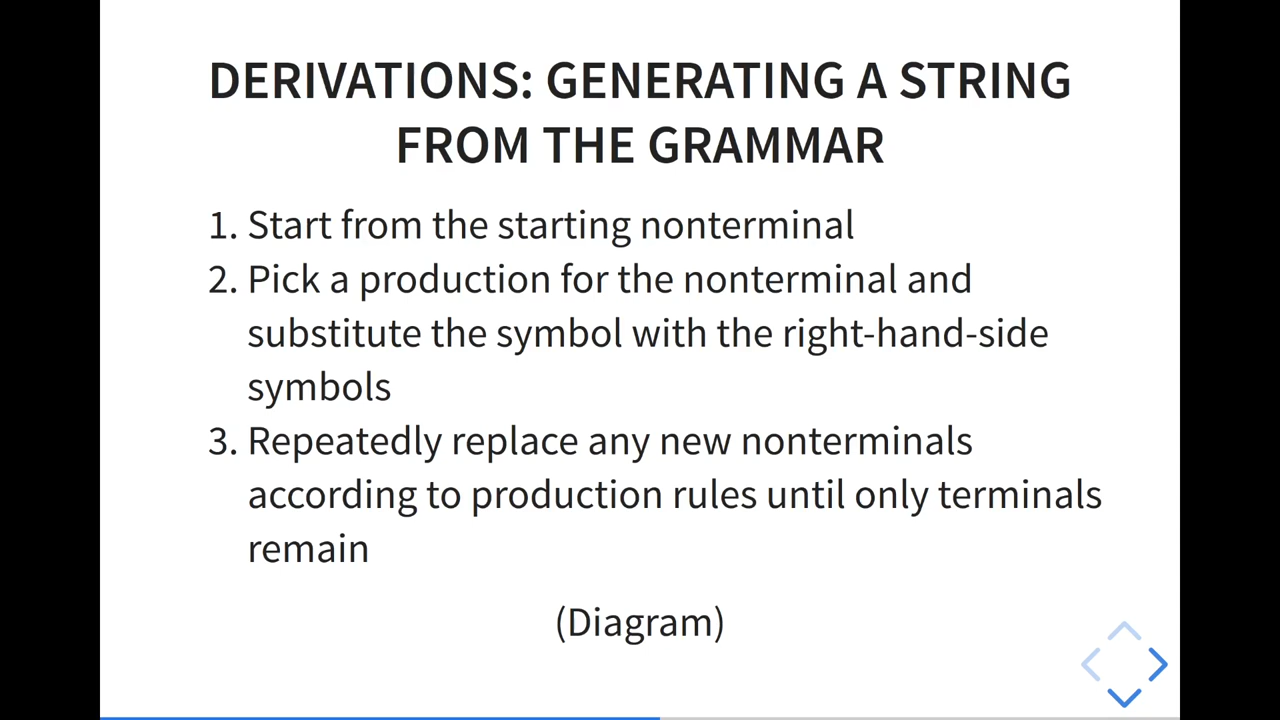 DERIVATIONS: GENERATING A STRING
FROM THE GRAMMAR
1. Start from the starting nonterminal
2. Pick a production for the nonterminal and
substitute the symbol with the right-hand-side
symbols
3. Repeatedly replace any new nonterminals
according to production rules until only terminals
remain
(Diagram)